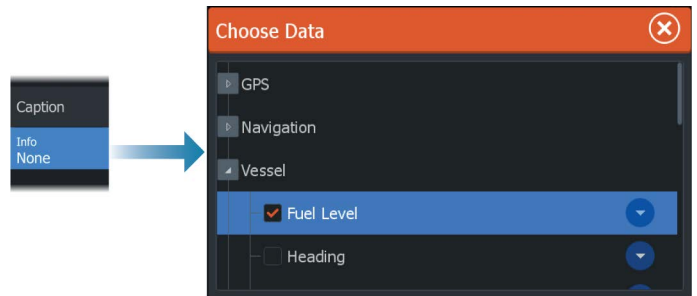 Caption
Info
None
Choose Data
GPS
Navigation
Vessel
Fuel Level
Heading